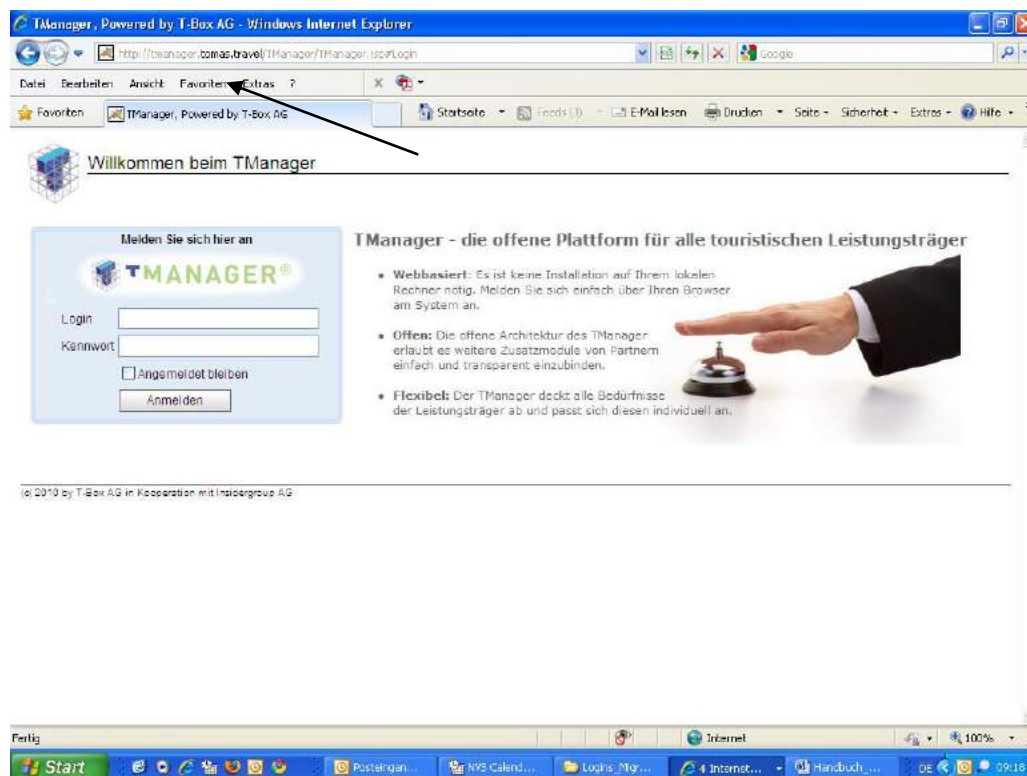 TManager, Powered by T-Box AG - Windows Internet Explorer
http://tmanager.tomas.travel/TManager/TManager.jsp#Login
Google
Datei Bearbeiten Ansicht Favoriten Extras ?
Favoriten TManager, Powered by T-Box AG Startseite Feeds E-Mail lesen Drucken Seite Sicherheit Extras Hilfe
Willkommen beim TManager
Melden Sie sich hier an
TMANAGER®
Login
Kennwort
Angemeldet bleiben
Anmelden
TManager - die offene Plattform für alle touristischen Leistungsträger
• Webbasiert: Es ist keine Installation auf Ihrem lokalen
Rechner nötig. Melden Sie sich einfach über Ihren Browser
am System an.
• Offen: Die offene Architektur des TManager
erlaubt es weitere Zusatzmodule von Partnern
einfach und transparent einzubinden.
• Flexibel: Der TManager deckt alle Bedürfnisse
der Leistungsträger ab und passt sich diesen individuell an.
(c) 2010 by T-Box AG in Kooperation mit Insidergroup AG
Fertig Internet 100%
Start Posteingan... NVS Calend... Logins_Migr... 4 Internet... Handbuch_... DE 09:18